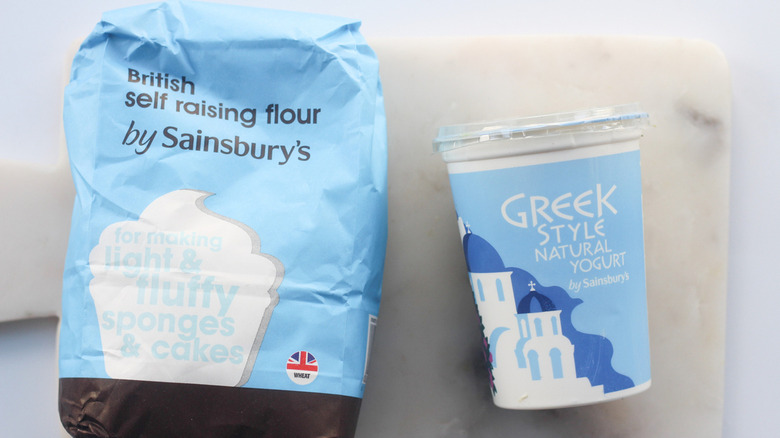 British
self raising flour
by Sainsbury's
for making
light &
fluffy
sponges
& cakes
WHEAT
GREEK
STYLE
NATURAL
YOGURT
by Sainsbury's